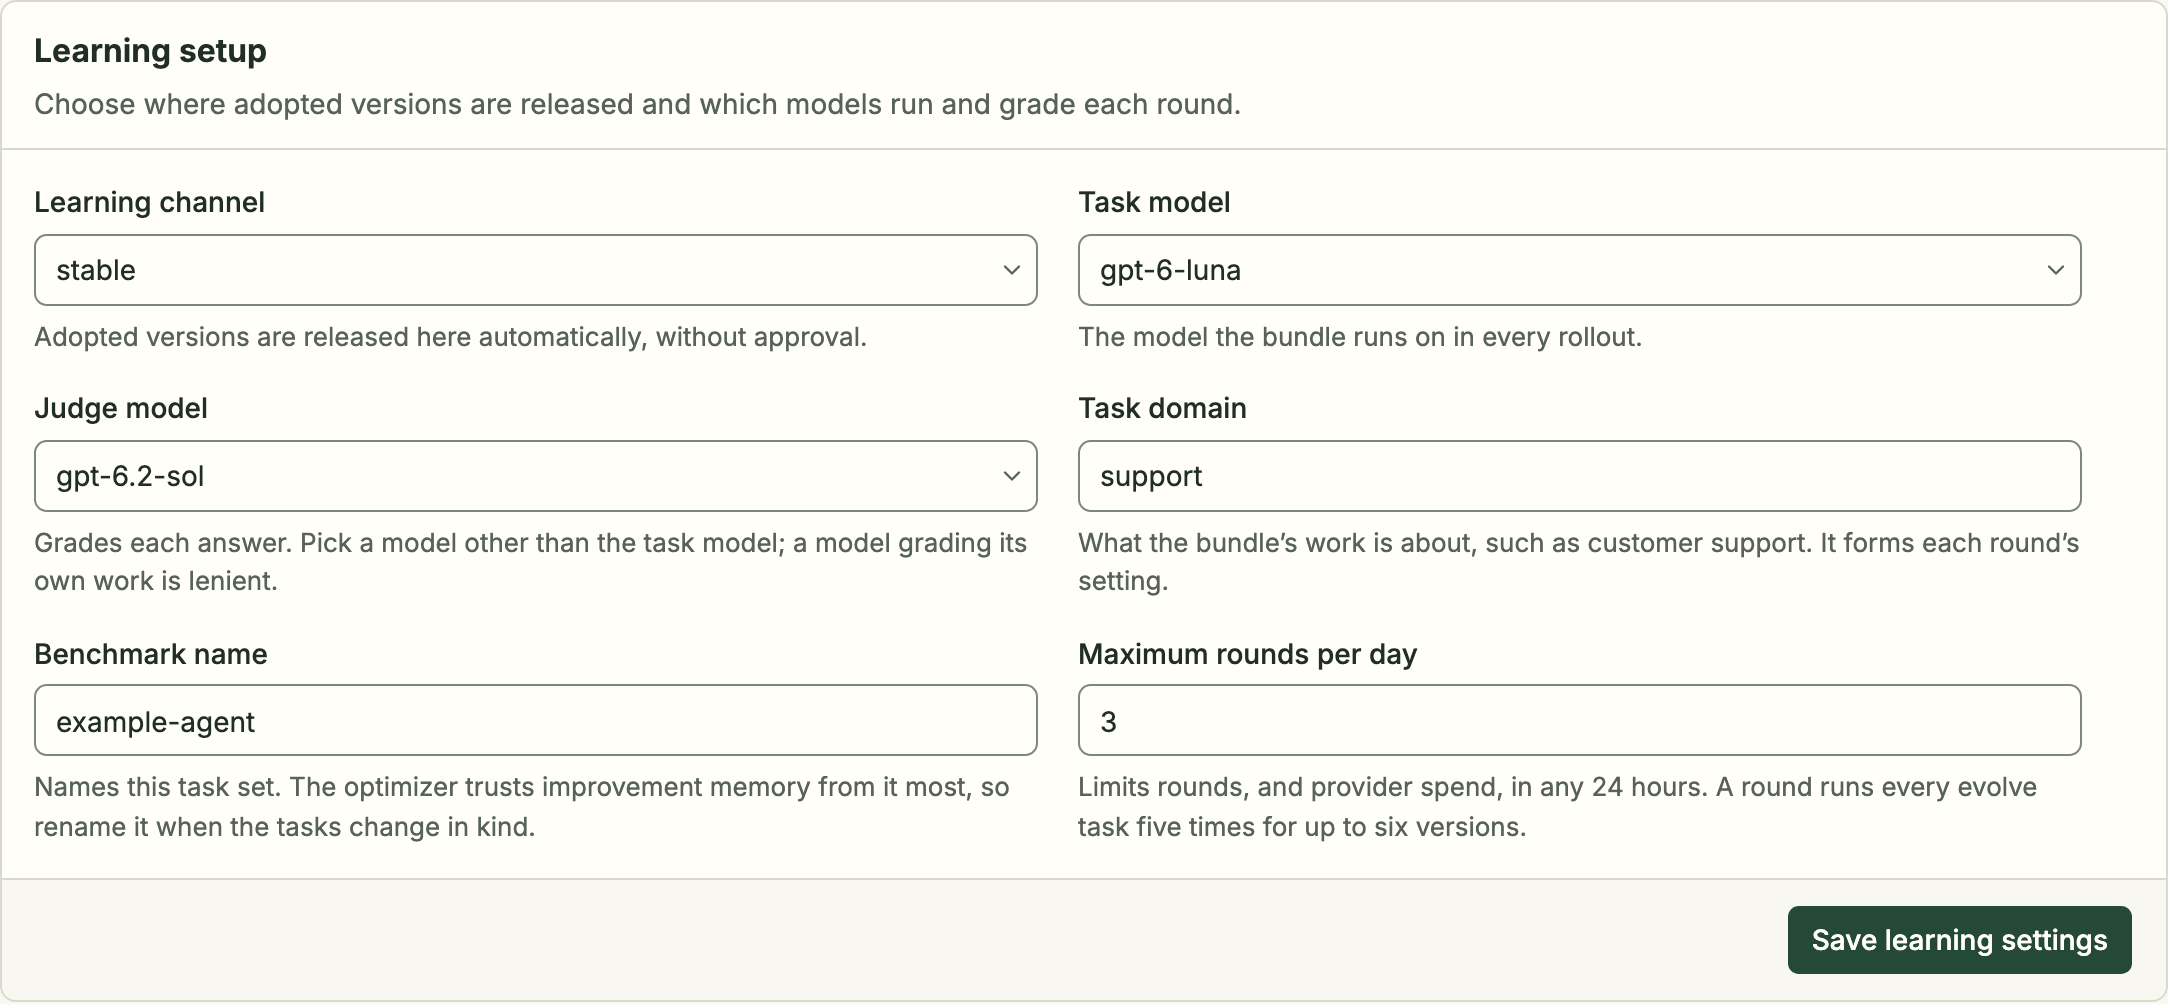 Learning setup
Choose where adopted versions are released and which models run and grade each round.
Learning channel
stable
Adopted versions are released here automatically, without approval.
Task model
gpt-6-luna
The model the bundle runs on in every rollout.
Judge model
gpt-6.2-sol
Grades each answer. Pick a model other than the task model; a model grading its
own work is lenient.
Task domain
support
What the bundle’s work is about, such as customer support. It forms each round’s
setting.
Benchmark name
example-agent
Names this task set. The optimizer trusts improvement memory from it most, so
rename it when the tasks change in kind.
Maximum rounds per day
3
Limits rounds, and provider spend, in any 24 hours. A round runs every evolve
task five times for up to six versions.
Save learning settings